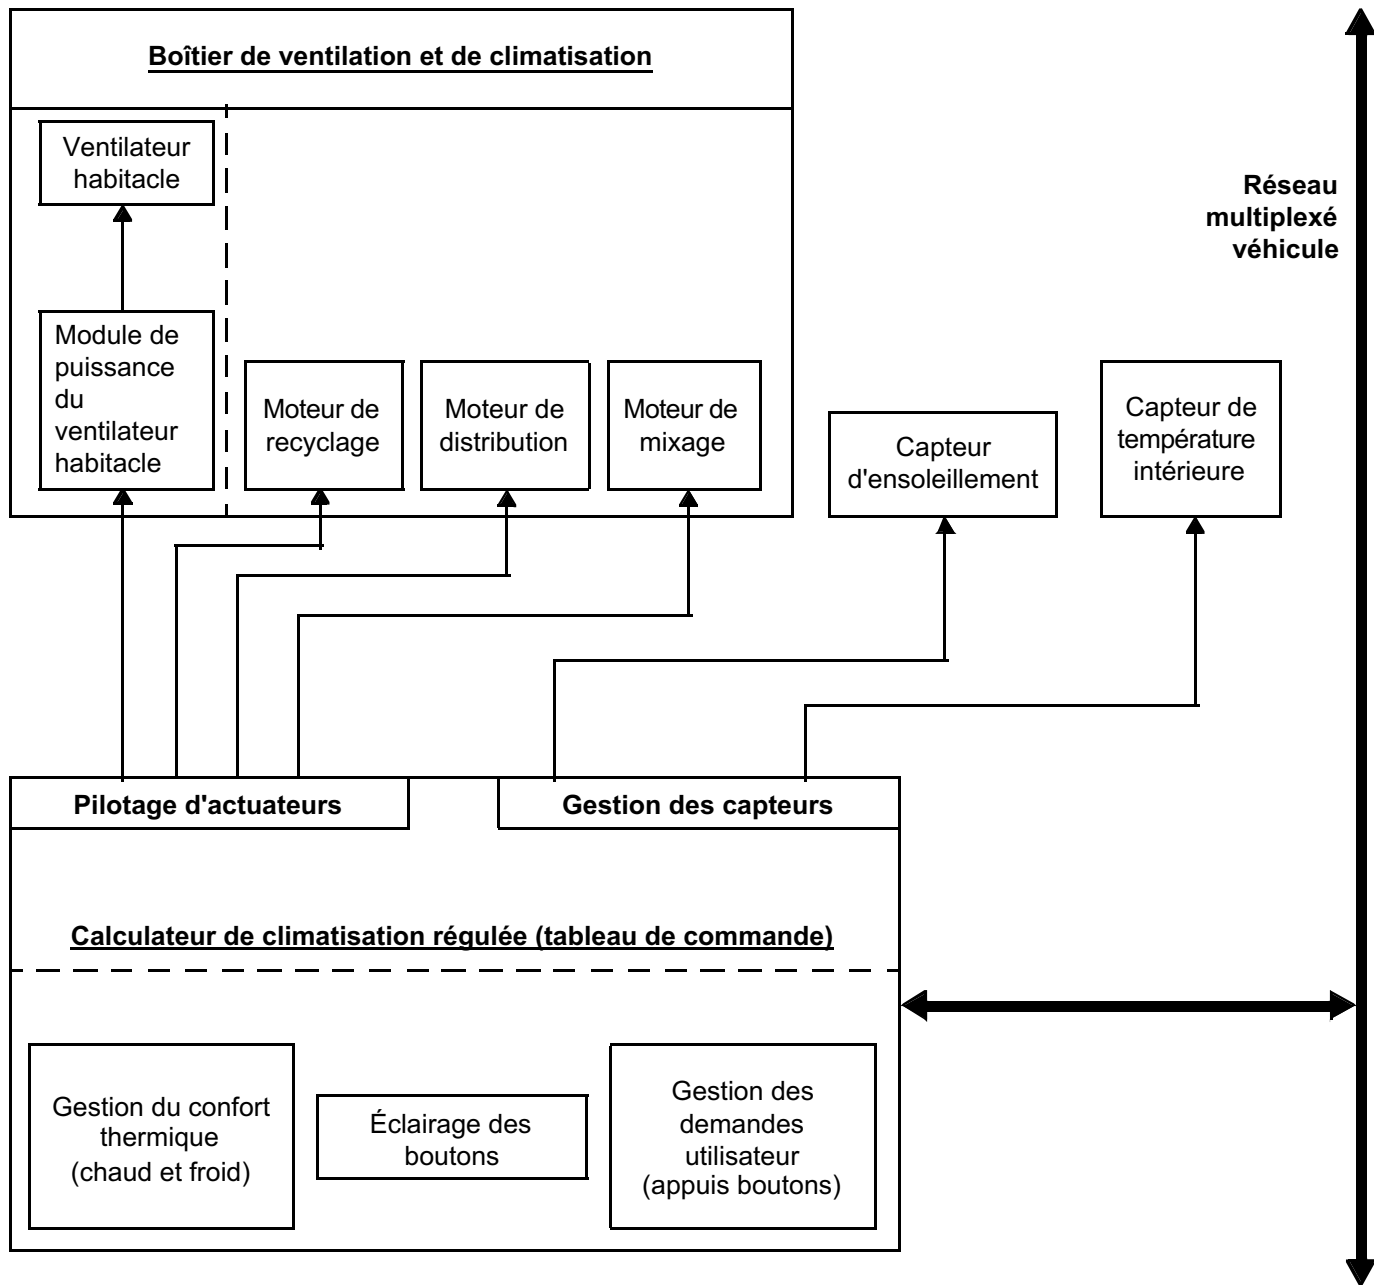 Boîtier de ventilation et de climatisation
Ventilateur
habitacle
Réseau
multiplexé
véhicule
Module de
puissance
du
ventilateur
habitacle
Moteur de
recyclage
Moteur de
distribution
Moteur de
mixage
Capteur
d'ensoleillement
Capteur de
température
intérieure
Pilotage d'actuateurs
Gestion des capteurs
Calculateur de climatisation régulée (tableau de commande)
Gestion du confort
thermique
(chaud et froid)
Éclairage des
boutons
Gestion des
demandes
utilisateur
(appuis boutons)